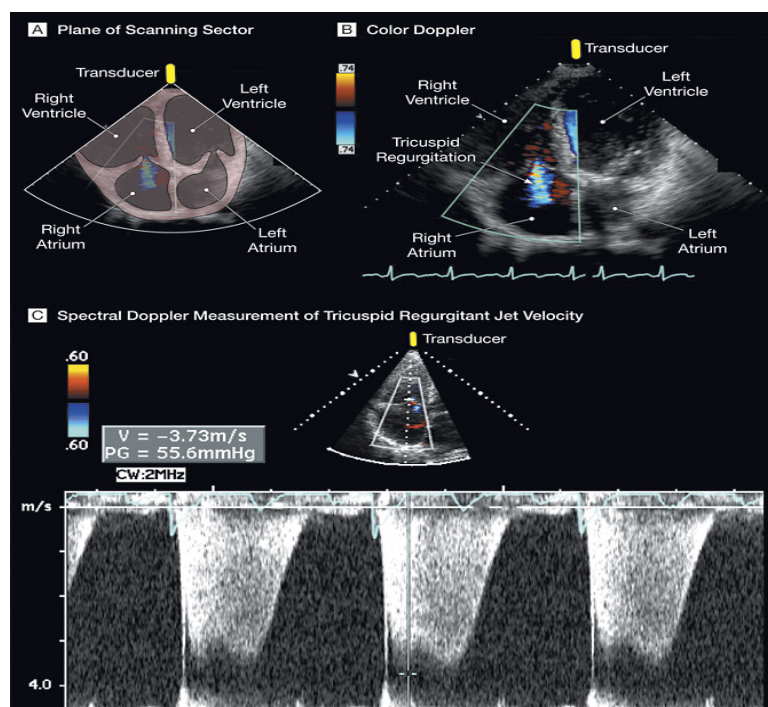 A Plane of Scanning Sector
Transducer
Right
Ventricle
Left
Ventricle
Right
Atrium
Left
Atrium
B Color Doppler
Transducer
.74
.74
Right
Ventricle
Left
Ventricle
Tricuspid
Regurgitation
Right
Atrium
Left
Atrium
C Spectral Doppler Measurement of Tricuspid Regurgitant Jet Velocity
Transducer
.60
.60
V = −3.73m/s
PG = 55.6mmHg
CW:2MHz
m/s
4.0